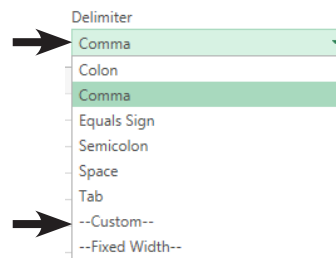 Delimiter
Comma
Colon
Comma
Equals Sign
Semicolon
Space
Tab
--Custom--
--Fixed Width--